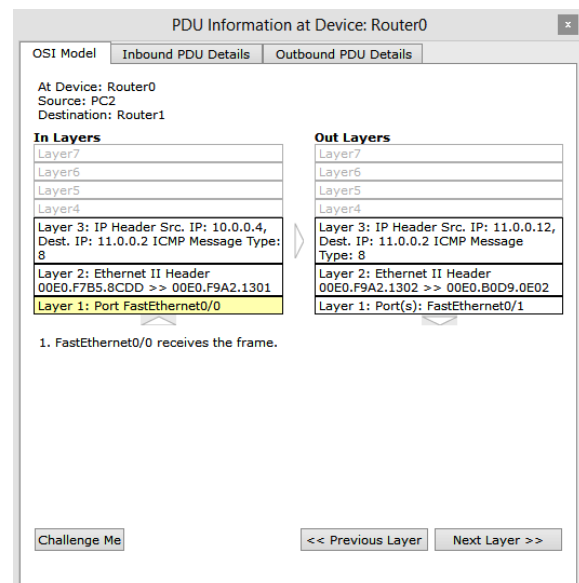 PDU Information at Device: Router0
x
OSI Model
Inbound PDU Details
Outbound PDU Details
At Device: Router0
Source: PC2
Destination: Router1
In Layers
Layer7
Layer6
Layer5
Layer4
Layer 3: IP Header Src. IP: 10.0.0.4,
Dest. IP: 11.0.0.2 ICMP Message Type:
8
Layer 2: Ethernet II Header
00E0.F7B5.8CDD >> 00E0.F9A2.1301
Layer 1: Port FastEthernet0/0
Out Layers
Layer7
Layer6
Layer5
Layer4
Layer 3: IP Header Src. IP: 11.0.0.12,
Dest. IP: 11.0.0.2 ICMP Message
Type: 8
Layer 2: Ethernet II Header
00E0.F9A2.1302 >> 00E0.B0D9.0E02
Layer 1: Port(s): FastEthernet0/1
1. FastEthernet0/0 receives the frame.
Challenge Me
<< Previous Layer
Next Layer >>